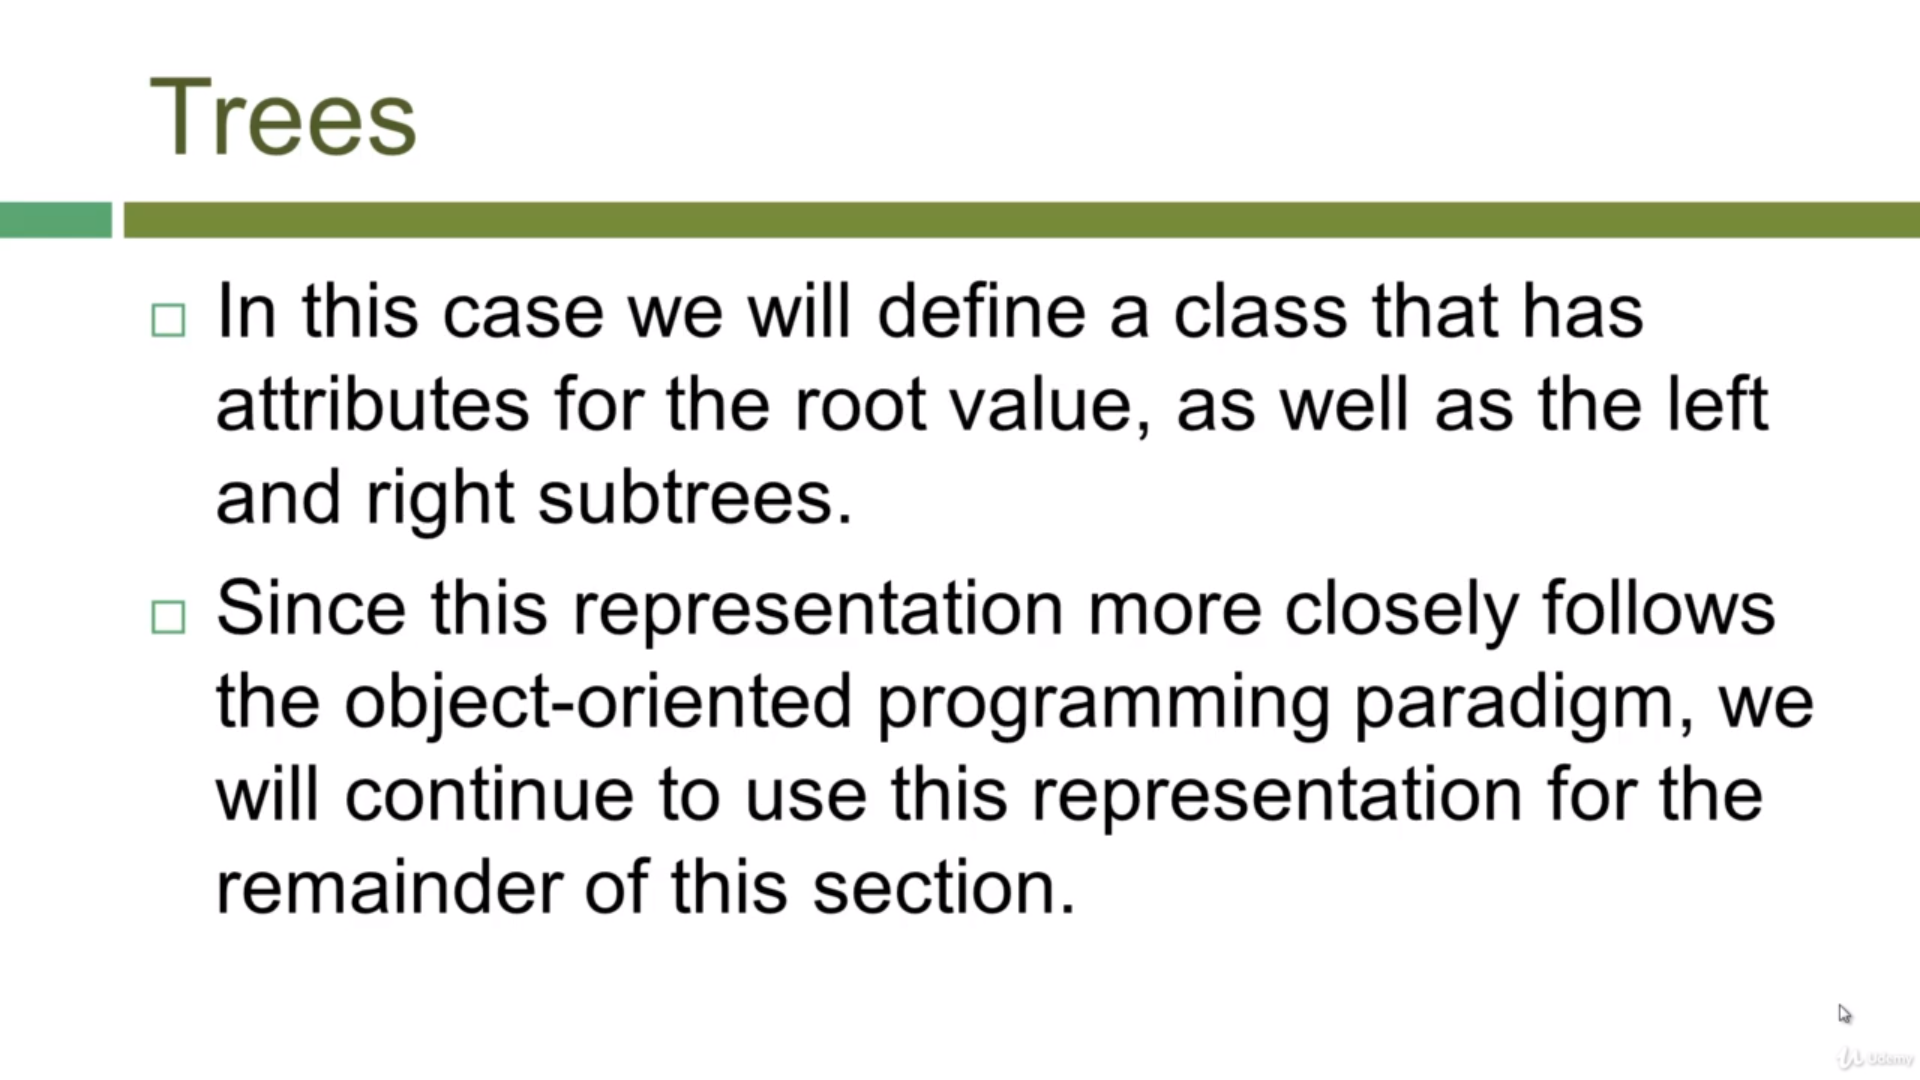 Trees
In this case we will define a class that has
attributes for the root value, as well as the left
and right subtrees.
Since this representation more closely follows
the object-oriented programming paradigm, we
will continue to use this representation for the
remainder of this section.
Udemy